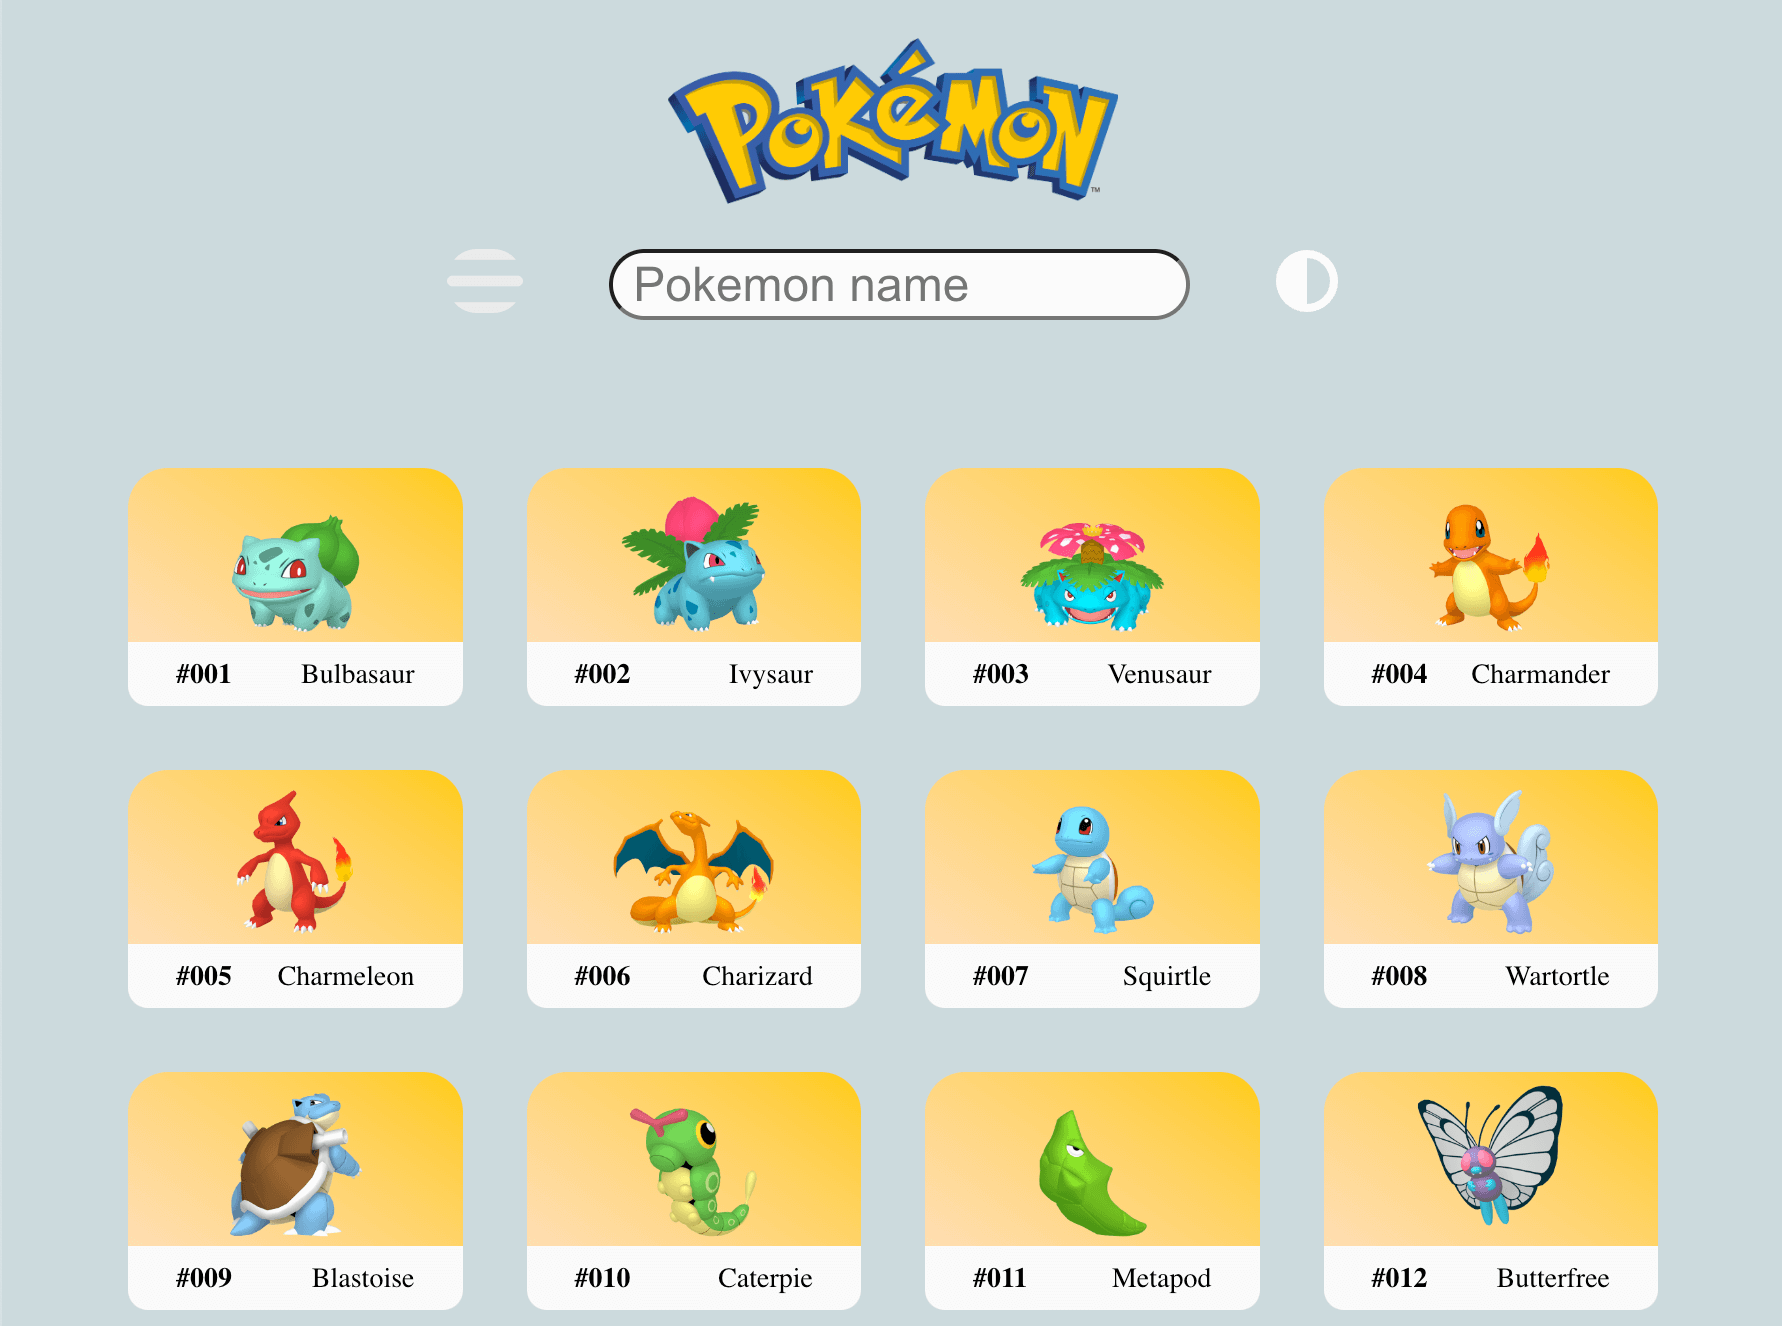 Pokémon ™
Pokemon name
#001 Bulbasaur
#002 Ivysaur
#003 Venusaur
#004 Charmander
#005 Charmeleon
#006 Charizard
#007 Squirtle
#008 Wartortle
#009 Blastoise
#010 Caterpie
#011 Metapod
#012 Butterfree